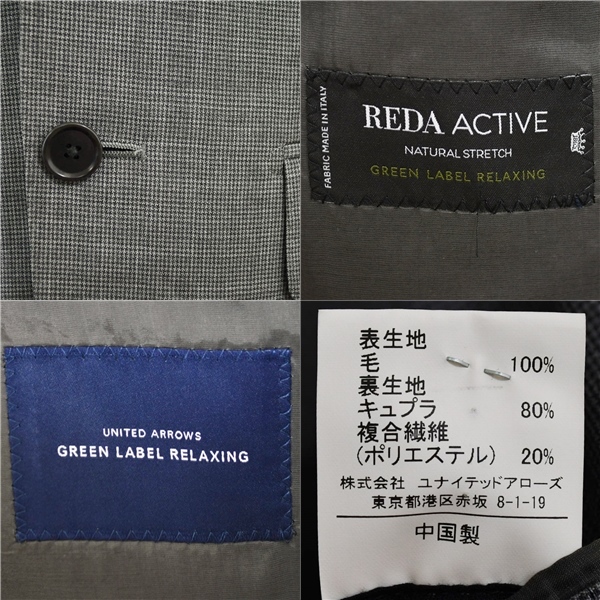 FABRIC MADE IN ITALY
REDA ACTIVE
NATURAL STRETCH
GREEN LABEL RELAXING
UNITED ARROWS
GREEN LABEL RELAXING
表生地
毛 100%
裏生地
キュプラ 80%
複合繊維
(ポリエステル) 20%
株式会社 ユナイテッドアローズ
東京都港区赤坂 8-1-19
中国製